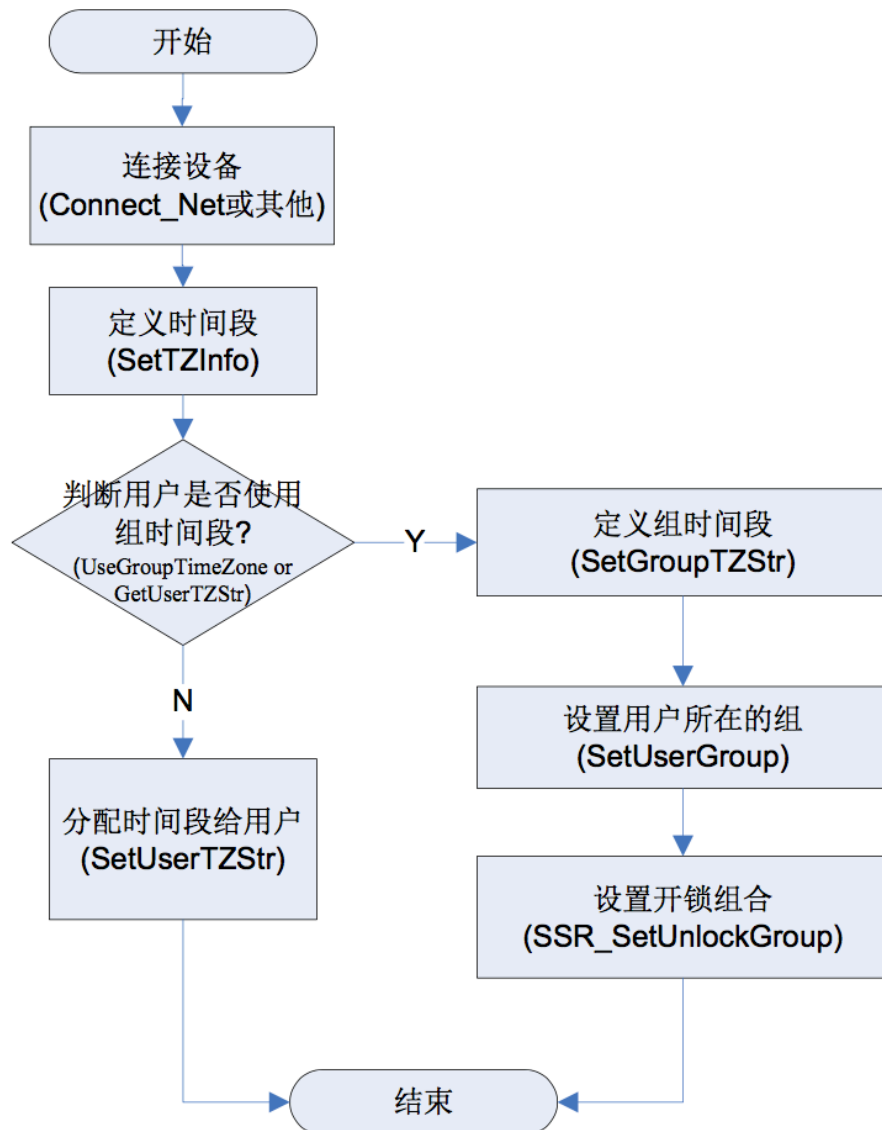 开始
连接设备
(Connect_Net或其他)
定义时间段
(SetTZInfo)
判断用户是否使用
组时间段?
(UseGroupTimeZone or
GetUserTZStr)
Y
定义组时间段
(SetGroupTZStr)
N
设置用户所在的组
(SetUserGroup)
分配时间段给用户
(SetUserTZStr)
设置开锁组合
(SSR_SetUnlockGroup)
结束